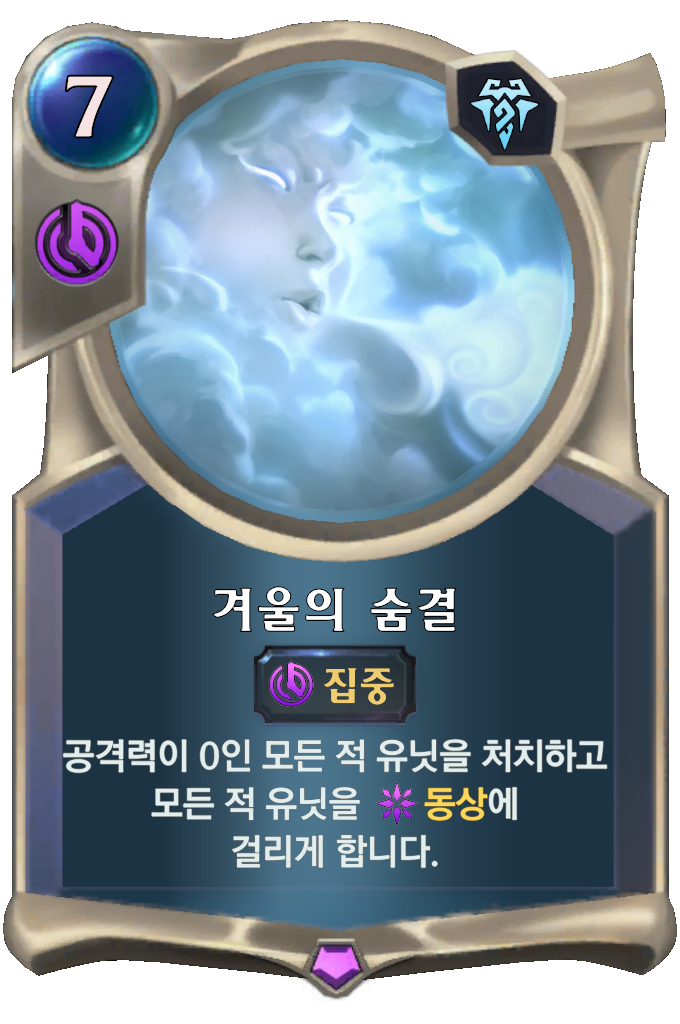 7
겨울의 숨결
집중
공격력이 0인 모든 적 유닛을 처치하고
모든 적 유닛을 동상에
걸리게 합니다.